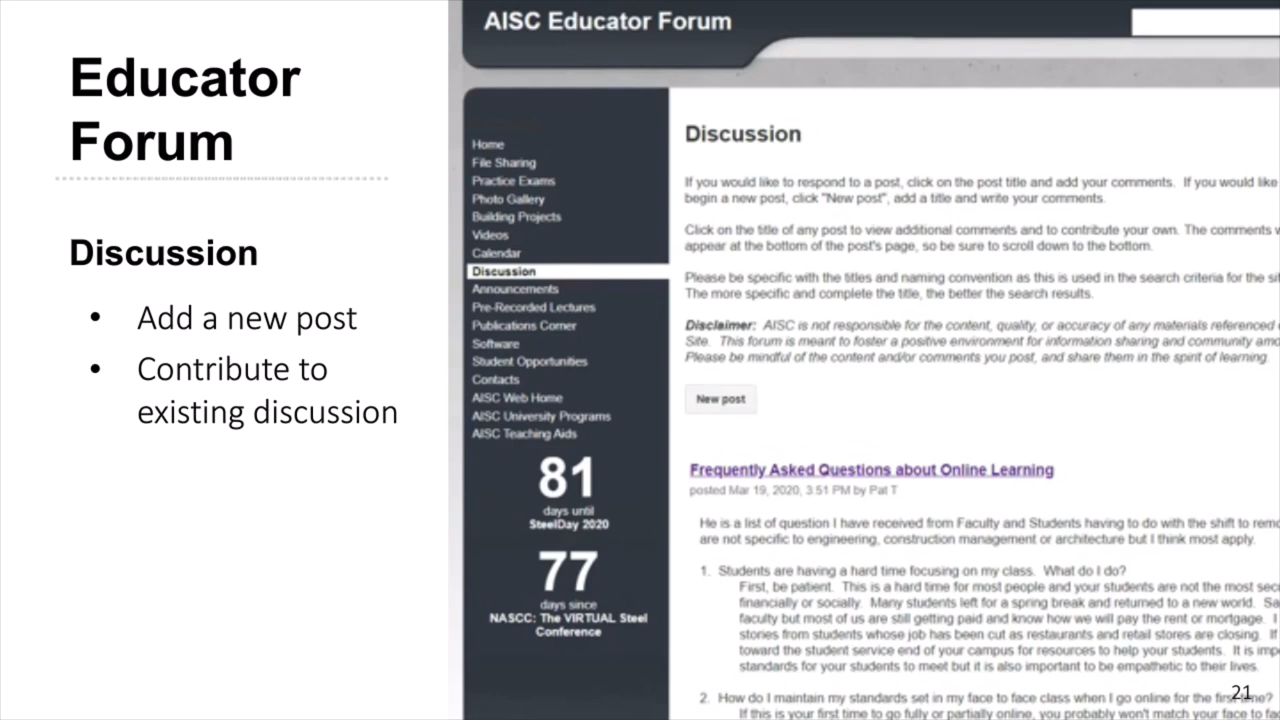 Educator
Forum
Discussion
• Add a new post
• Contribute to
existing discussion
AISC Educator Forum
Home
File Sharing
Practice Exams
Photo Gallery
Building Projects
Videos
Calendar
Discussion
Announcements
Pre-Recorded Lectures
Publications Corner
Software
Student Opportunities
Contacts
AISC Web Home
AISC University Programs
AISC Teaching Aids
81
days until
SteelDay 2020
77
days since
NASCC: The VIRTUAL Steel
Conference
Discussion
If you would like to respond to a post, click on the post title and add your comments. If you would like
begin a new post, click "New post", add a title and write your comments.
Click on the title of any post to view additional comments and to contribute your own. The comments
appear at the bottom of the post's page, so be sure to scroll down to the bottom.
Please be specific with the titles and naming convention as this is used in the search criteria for the
The more specific and complete the title, the better the search results.
Disclaimer: AISC is not responsible for the content, quality, or accuracy of any materials referenced
Site. This forum is meant to foster a positive environment for information sharing and community
Please be mindful of the content and/or comments you post, and share them in the spirit of learning.
New post
Frequently Asked Questions about Online Learning
posted Mar 19, 2020, 3:51 PM by Pat T
He is a list of question I have received from Faculty and Students having to do with the shift to
are not specific to engineering, construction management or architecture but I think most apply.
1. Students are having a hard time focusing on my class. What do I do?
First, be patient. This is a hard time for most people and your students are not the most
financially or socially. Many students left for a spring break and returned to a new world.
faculty but most of us are still getting paid and know how we will pay the rent or mortgage. I
stories from students whose job has been cut as restaurants and retail stores are closing. If
toward the student service end of your campus for resources to help your students. It is
standards for your students to meet but it is also important to be empathetic to their lives.
2. How do I maintain my standards set in my face to face class when I go online for the first time?
If this is your first time to go fully or partially online, you probably won't match your face to
21